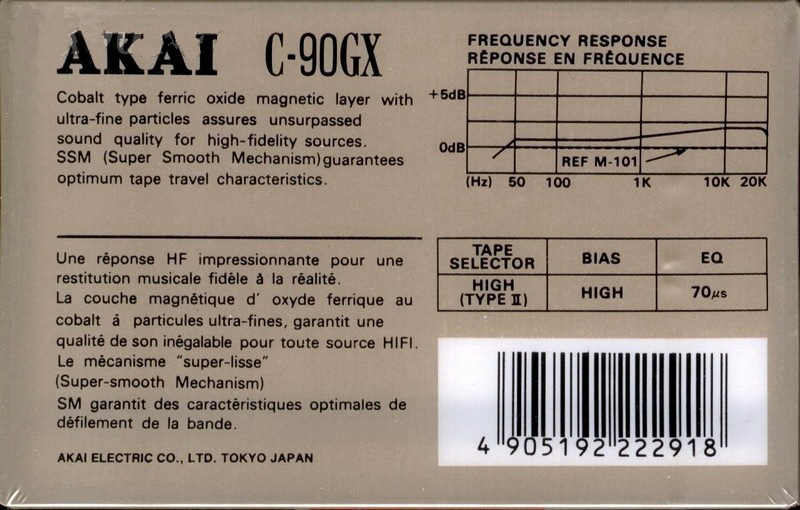 AKAI C-90GX
Cobalt type ferric oxide magnetic layer with
ultra-fine particles assures unsurpassed
sound quality for high-fidelity sources.
SSM (Super Smooth Mechanism)guarantees
optimum tape travel characteristics.
Une réponse HF impressionnante pour une
restitution musicale fidèle à la réalité.
La couche magnétique d' oxyde ferrique au
cobalt á particules ultra-fines, garantit une
qualité de son inégalable pour toute source HIFI.
Le mécanisme "super-lisse"
(Super-smooth Mechanism)
SM garantit des caractéristiques optimales de
défilement de la bande.
AKAI ELECTRIC CO., LTD. TOKYO JAPAN
FREQUENCY RESPONSE
RÉPONSE EN FRÉQUENCE
+5dB
0dB
REF M-101
(Hz) 50 100 1K 10K 20K
TAPE SELECTOR BIAS EQ
HIGH (TYPE II) HIGH 70µs
4 905192 222918